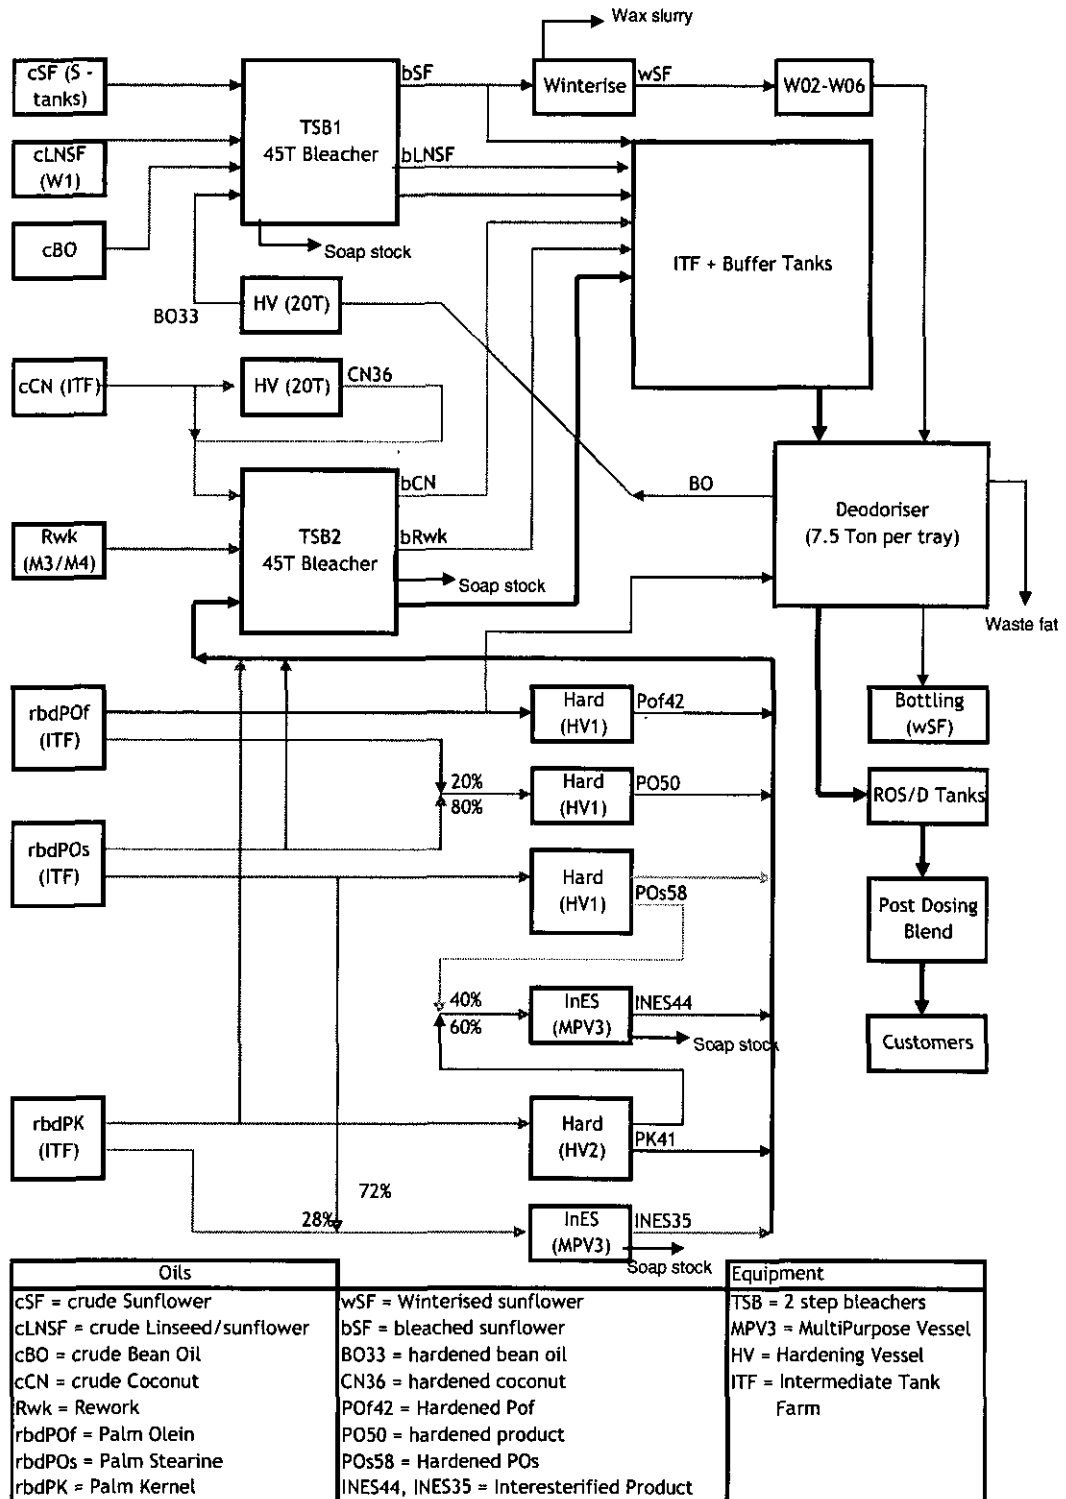 Wax slurry
cSF (S -
tanks)
bSF
Winterise
wSF
W02-W06
TSB1
45T Bleacher
cLNSF
(W1)
bLNSF
cBO
Soap stock
ITF + Buffer Tanks
HV (20T)
BO33
cCN (ITF)
HV (20T)
CN36
bCN
BO
Deodoriser
(7.5 Ton per tray)
Rwk
(M3/M4)
TSB2
45T Bleacher
bRwk
Soap stock
Waste fat
rbdPOf
(ITF)
Hard
(HV1)
Pof42
Bottling
(wSF)
20%
80%
Hard
(HV1)
PO50
ROS/D Tanks
rbdPOs
(ITF)
Hard
(HV1)
POs58
Post Dosing
Blend
40%
60%
InES
(MPV3)
INES44
Soap stock
Customers
rbdPK
(ITF)
Hard
(HV2)
PK41
72%
28%
InES
(MPV3)
INES35
Soap stock
Oils
cSF = crude Sunflower
cLNSF = crude Linseed/sunflower
cBO = crude Bean Oil
cCN = crude Coconut
Rwk = Rework
rbdPOf = Palm Olein
rbdPOs = Palm Stearine
rbdPK = Palm Kernel
wSF = Winterised sunflower
bSF = bleached sunflower
BO33 = hardened bean oil
CN36 = hardened coconut
POf42 = Hardened Pof
PO50 = hardened product
POs58 = Hardened POs
INES44, INES35 = Interesterified Product
Equipment
TSB = 2 step bleachers
MPV3 = MultiPurpose Vessel
HV = Hardening Vessel
ITF = Intermediate Tank
Farm